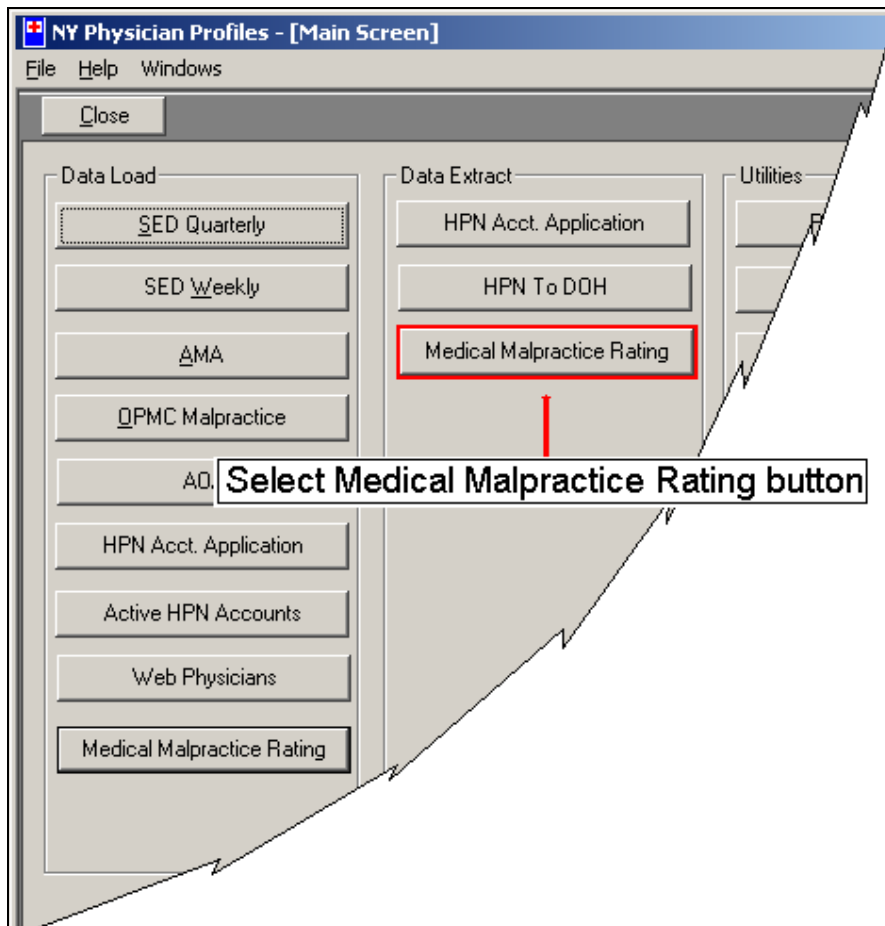 NY Physician Profiles - [Main Screen]
File Help Windows
Close
Data Load
SED Quarterly
SED Weekly
AMA
OPMC Malpractice
HPN Acct. Application
Active HPN Accounts
Web Physicians
Medical Malpractice Rating
Data Extract
HPN Acct. Application
HPN To DOH
Medical Malpractice Rating
Select Medical Malpractice Rating button
Utilities